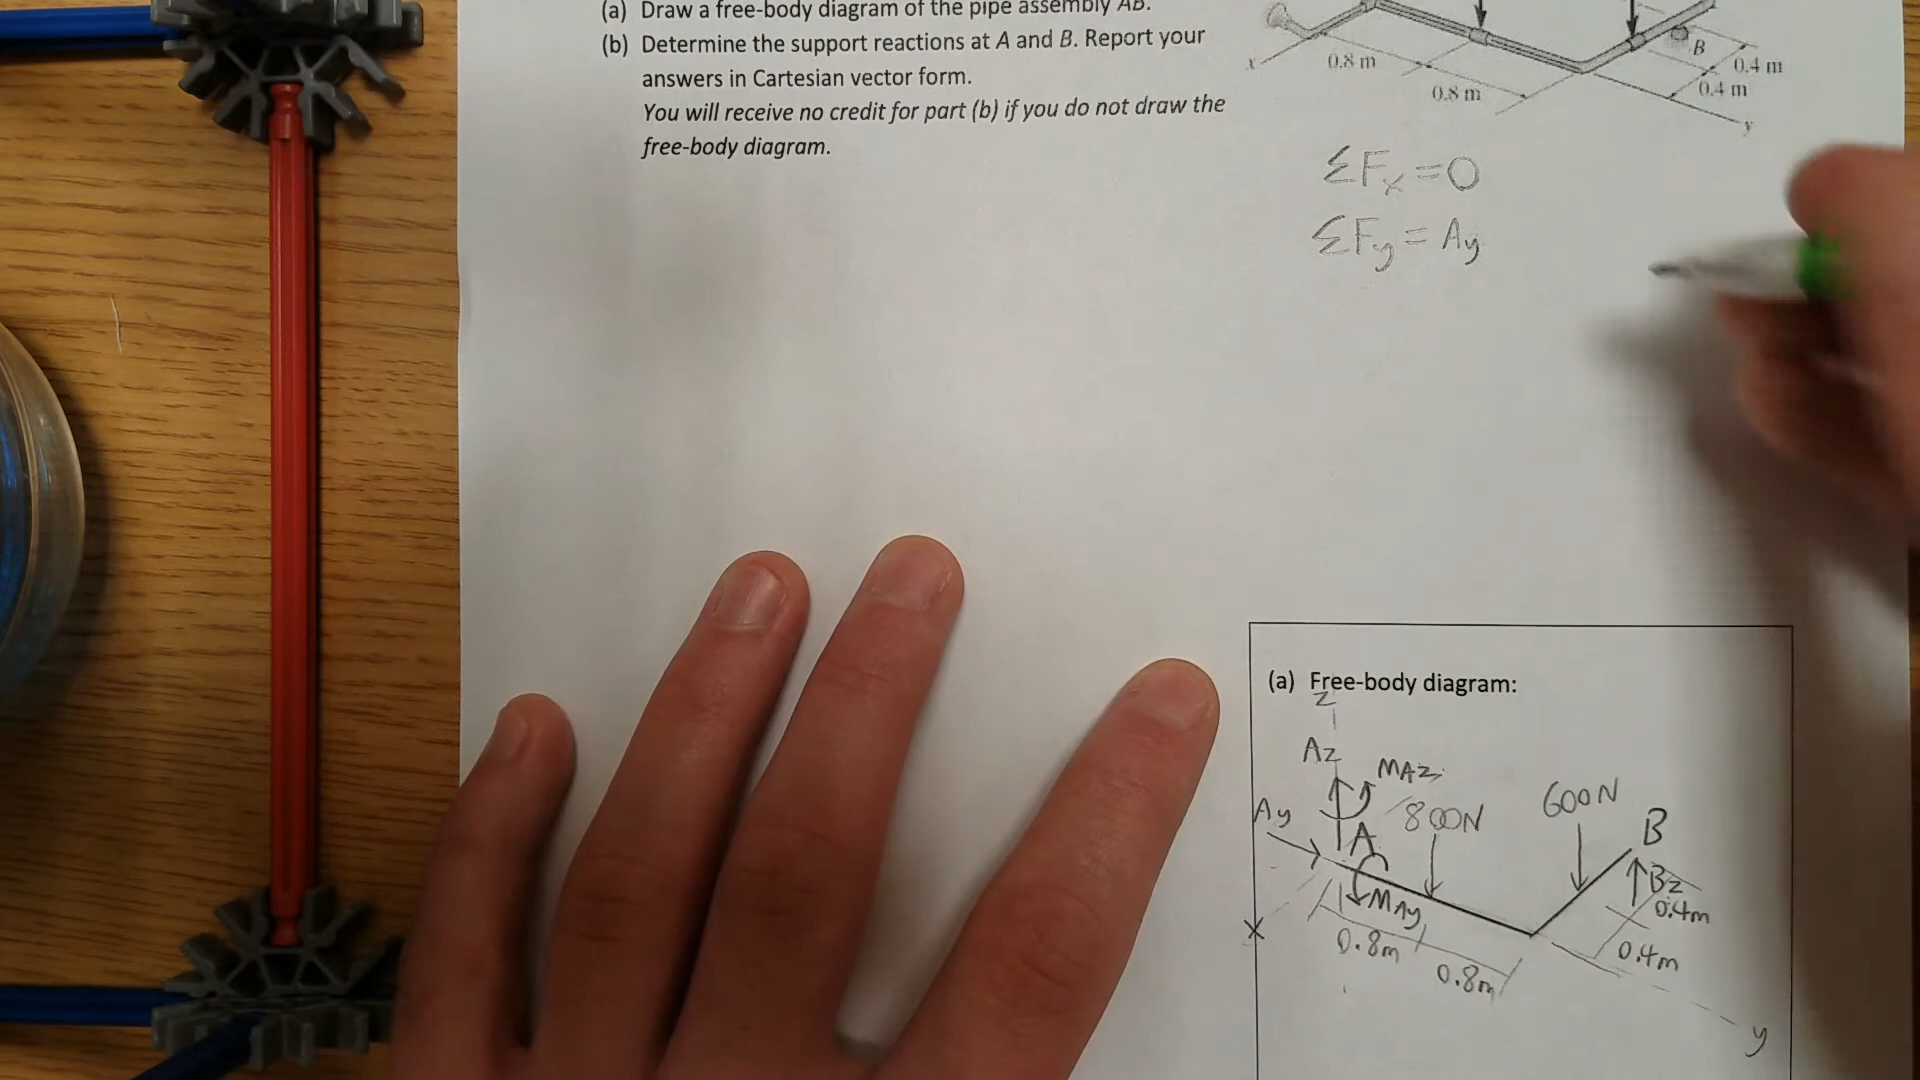 (a) Draw a free-body diagram of the pipe assembly AB.
(b) Determine the support reactions at A and B. Report your
answers in Cartesian vector form.
You will receive no credit for part (b) if you do not draw the
free-body diagram.
x
0.8 m
0.8 m
B
0.4 m
0.4 m
y
ΣFx=0
ΣFy=Ay
(a) Free-body diagram:
z
Az
MAz
Ay
A
800N
600N
B
Bz
MAy
0.4m
0.4m
0.8m
0.8m
x
y